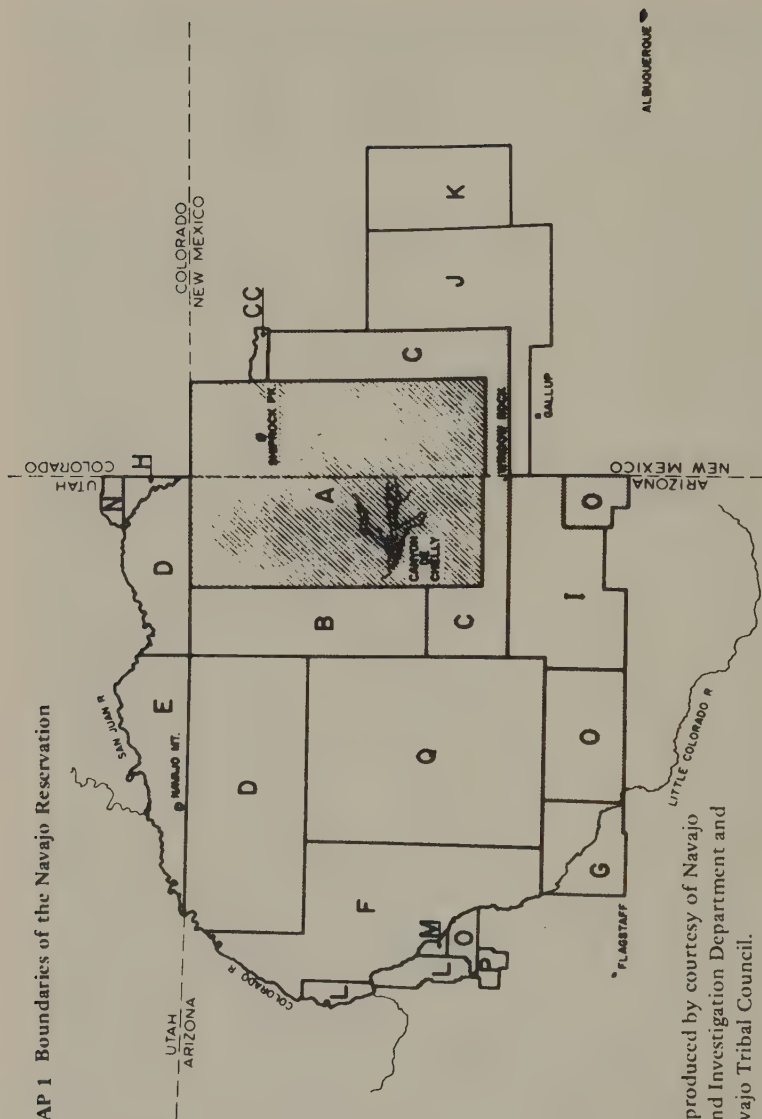 AP 1 Boundaries of the Navajo Reservation
UTAH
COLORADO
COLORADO
NEW MEXICO
UTAH
ARIZONA
ARIZONA
NEW MEXICO
SAN JUAN R
NAVAJO MT.
COLORADO R
N
H
D
E
D
A
B
C
CC
C
SHIPROCK PK.
CANYON
DE
CHELLY
WINDOW ROCK
GALLUP
ALBUQUERQUE
J
K
F
Q
L
M
L
O
P
G
O
I
O
FLAGSTAFF
LITTLE COLORADO R
produced by courtesy of Navajo
nd Investigation Department and
vajo Tribal Council.